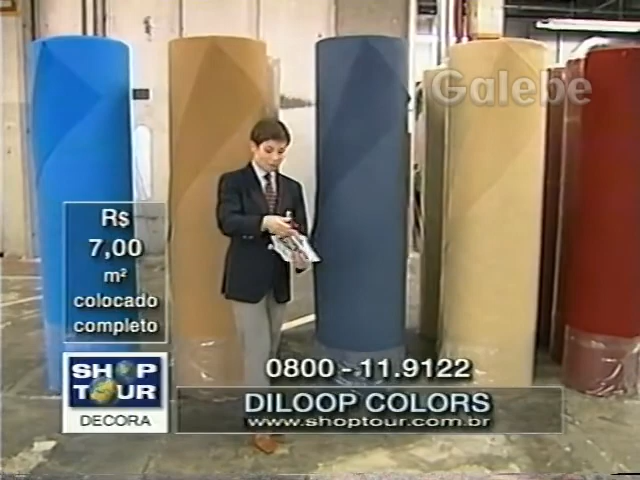 Galebe
R$
7,00
m²
colocado
completo
SHOP
TOUR
DECORA
0800 - 11.9122
DILOOP COLORS
www.shoptour.com.br